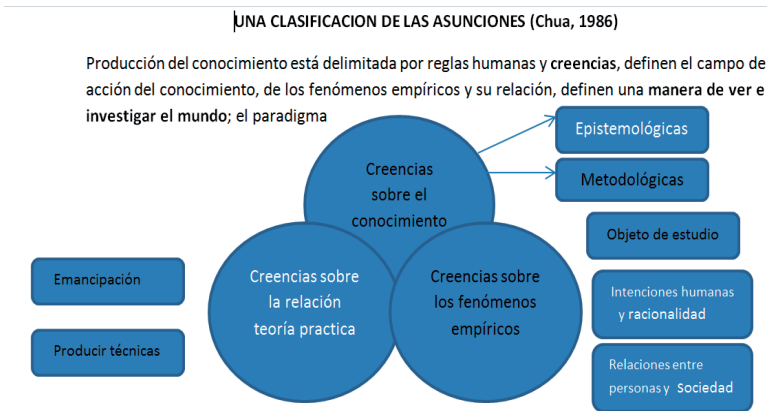 UNA CLASIFICACION DE LAS ASUNCIONES (Chua, 1986)
Producción del conocimiento está delimitada por reglas humanas y creencias, definen el campo de
acción del conocimiento, de los fenómenos empíricos y su relación, definen una manera de ver e
investigar el mundo; el paradigma
Creencias
sobre el
conocimiento
Epistemológicas
Metodológicas
Creencias sobre
la relación
teoría practica
Creencias sobre
los fenómenos
empíricos
Emancipación
Producir técnicas
Objeto de estudio
Intenciones humanas
y racionalidad
Relaciones entre
personas y Sociedad